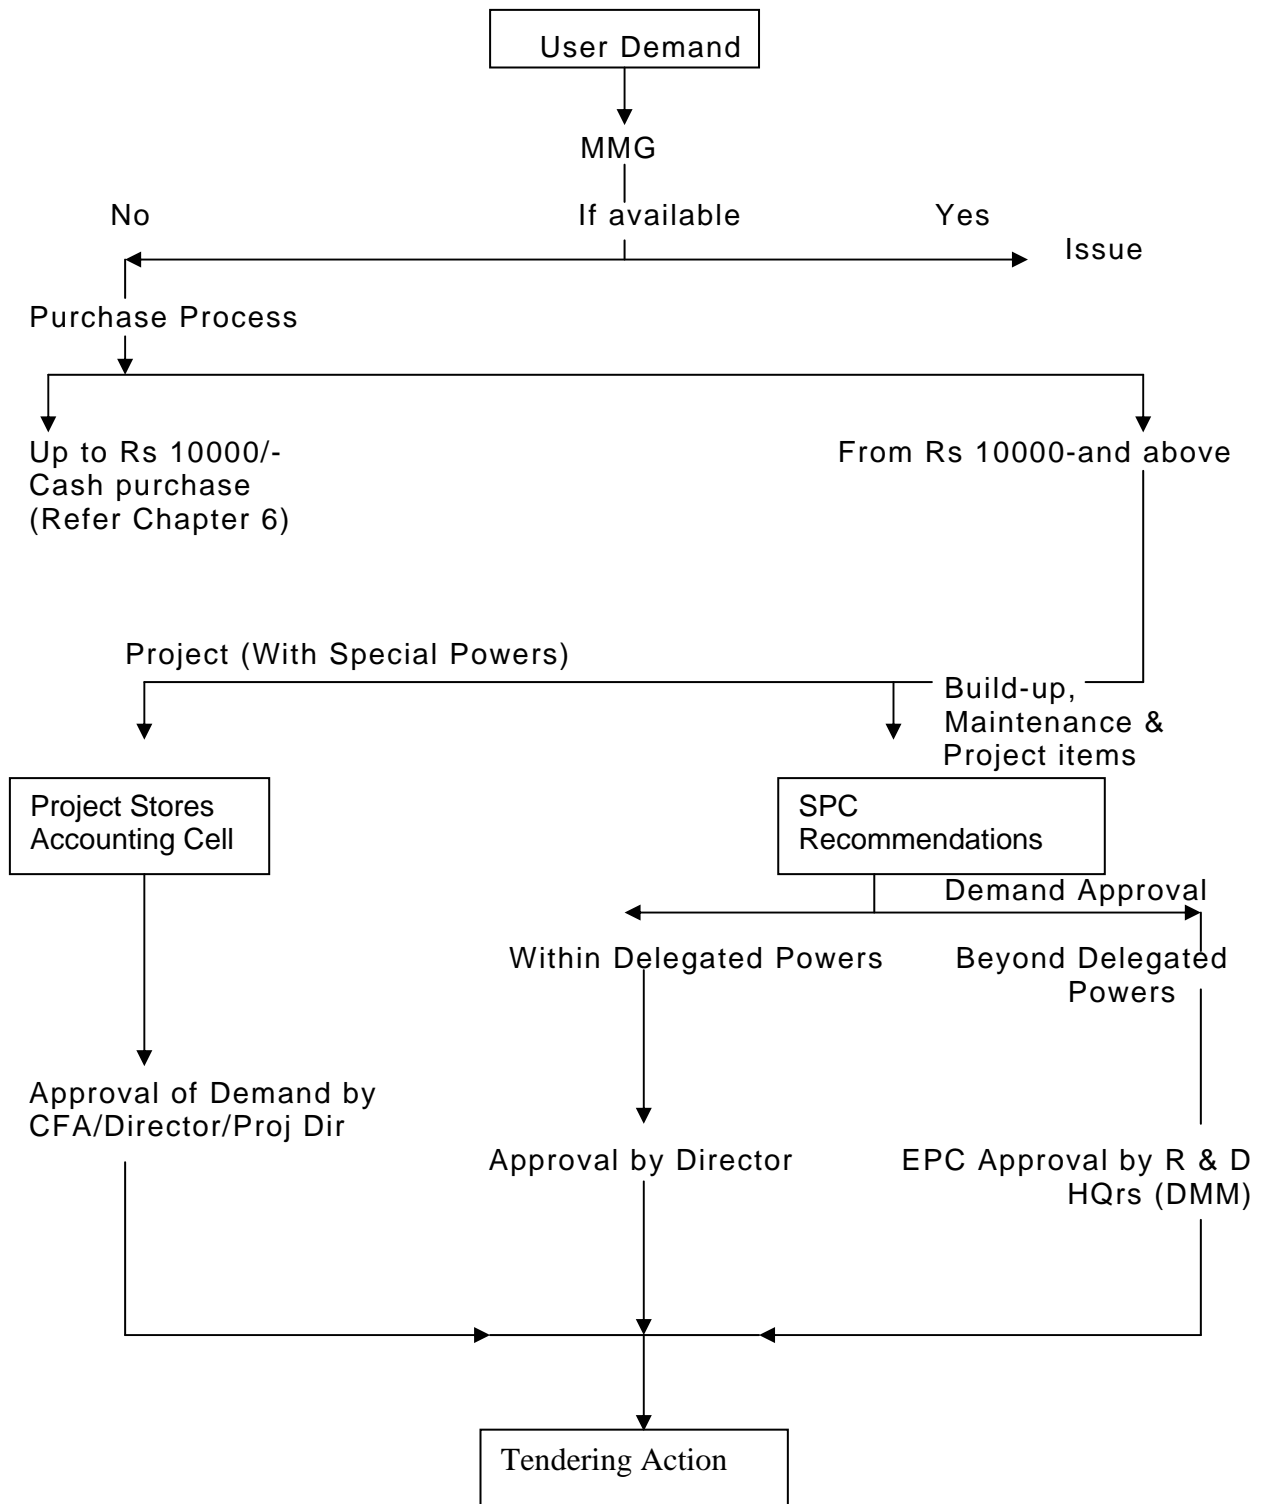 User Demand
MMG
No
If available
Yes
Issue
Purchase Process
Up to Rs 10000/-
Cash purchase
(Refer Chapter 6)
From Rs 10000-and above
Project (With Special Powers)
Build-up,
Maintenance &
Project items
Project Stores
Accounting Cell
SPC
Recommendations
Demand Approval
Within Delegated Powers
Beyond Delegated
Powers
Approval of Demand by
CFA/Director/Proj Dir
Approval by Director
EPC Approval by R & D
HQrs (DMM)
Tendering Action